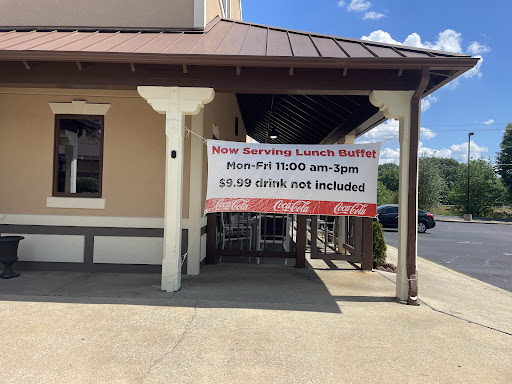 Now Serving Lunch Buffet
Mon-Fri 11:00 am-3pm
$9.99 drink not included
Coca-Cola Coca-Cola Coca-Cola